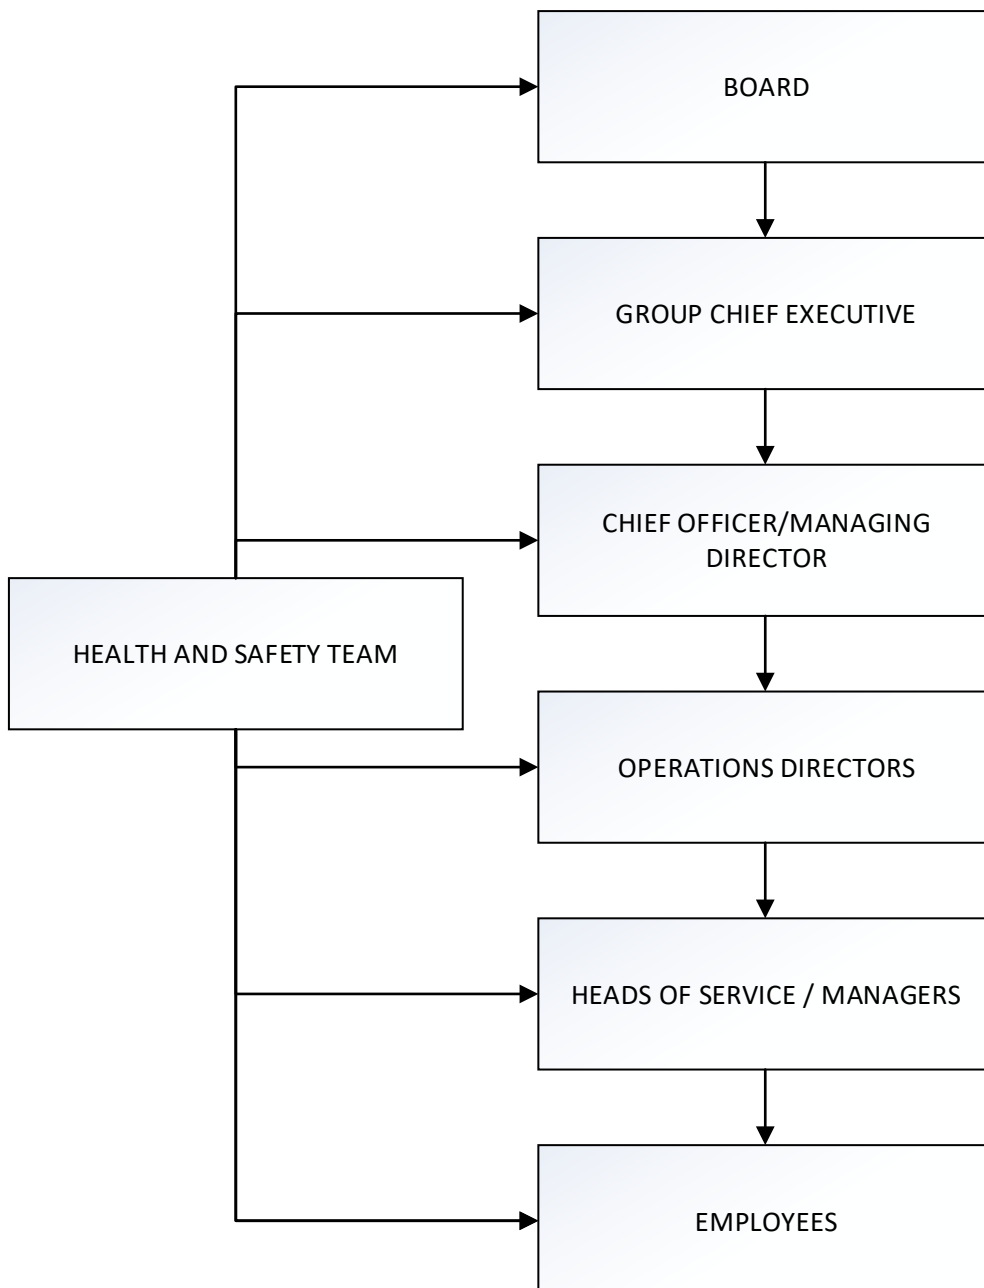 BOARD
GROUP CHIEF EXECUTIVE
CHIEF OFFICER/MANAGING
DIRECTOR
HEALTH AND SAFETY TEAM
OPERATIONS DIRECTORS
HEADS OF SERVICE / MANAGERS
EMPLOYEES